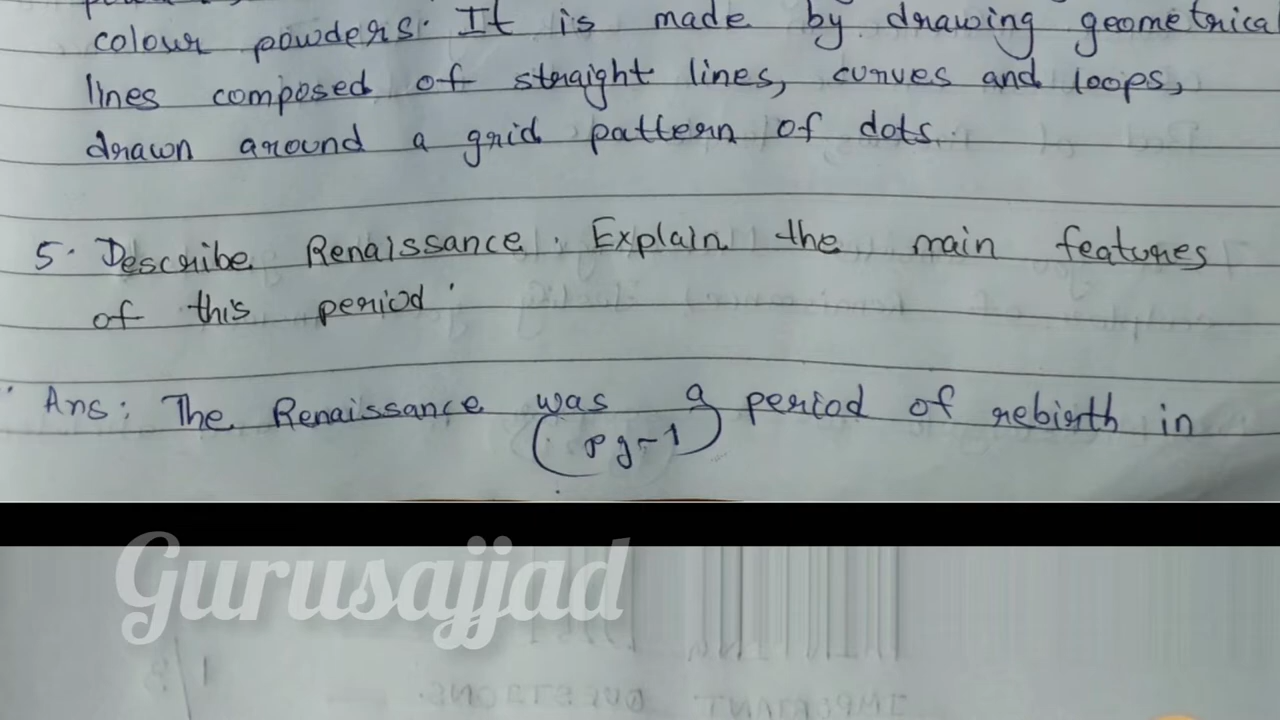 colour powders. It is made by drawing geometrical
lines composed of straight lines, curves and loops,
drawn around a grid pattern of dots.
5. Describe Renaissance. Explain the main features
of this period.
Ans: The Renaissance was a period of rebirth in
(Pg-1)
Gurusajjad
IMPORTANT QUESTIONS.